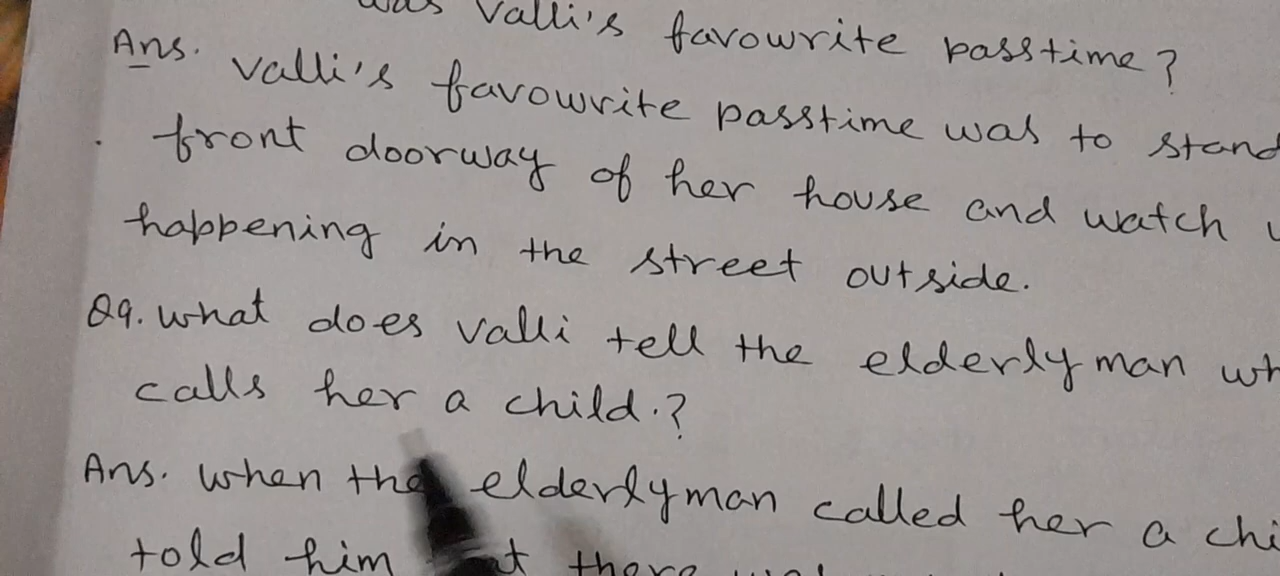 was Valli's favowrite passtime?
Ans. Valli's favowrite passtime was to stand
front doorway of her house and watch
happening in the street outside.
Q9. What does Valli tell the elderly man wh
calls her a child.?
Ans. When the elderlyman called her a chi
told him